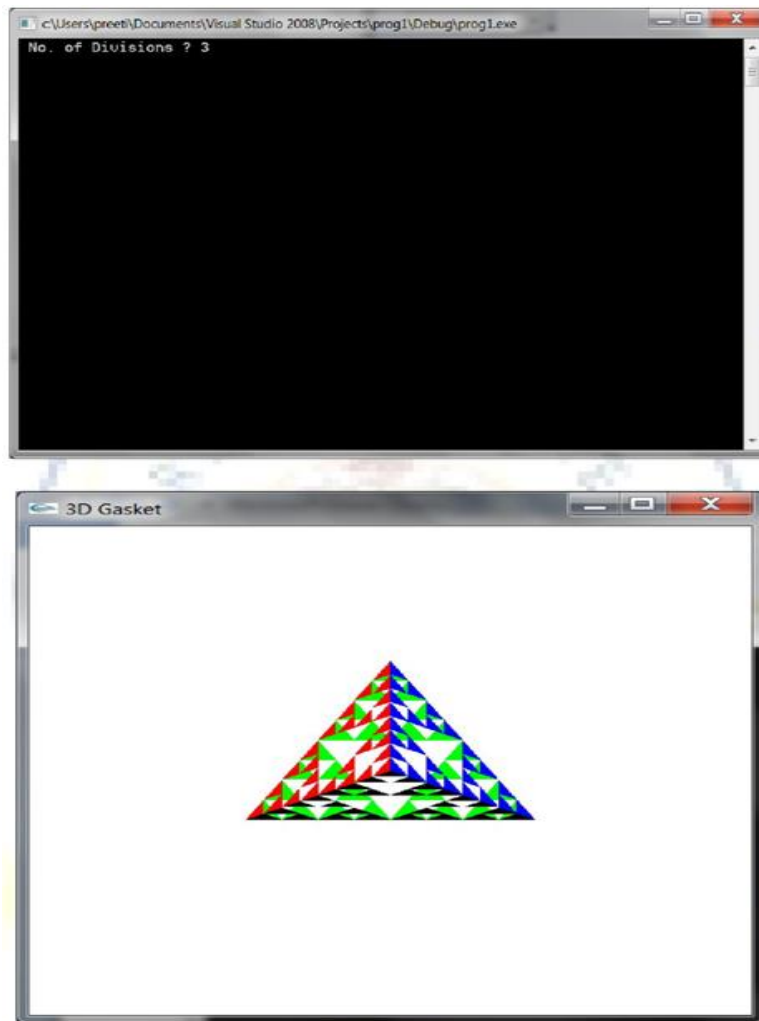 c:\Users\preeti\Documents\Visual Studio 2008\Projects\prog1\Debug\prog1.exe
No. of Divisions ? 3
3D Gasket